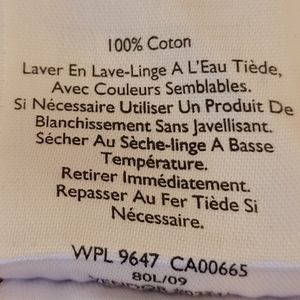 100% Coton
Laver En Lave-Linge A L'Eau Tiède,
Avec Couleurs Semblables.
Si Nécessaire Utiliser Un Produit De
Blanchissement Sans Javellisant.
Sécher Au Sèche-linge A Basse
Température.
Retirer Immédiatement.
Repasser Au Fer Tiède Si
Nécessaire.
WPL 9647 CA00665
80L/09